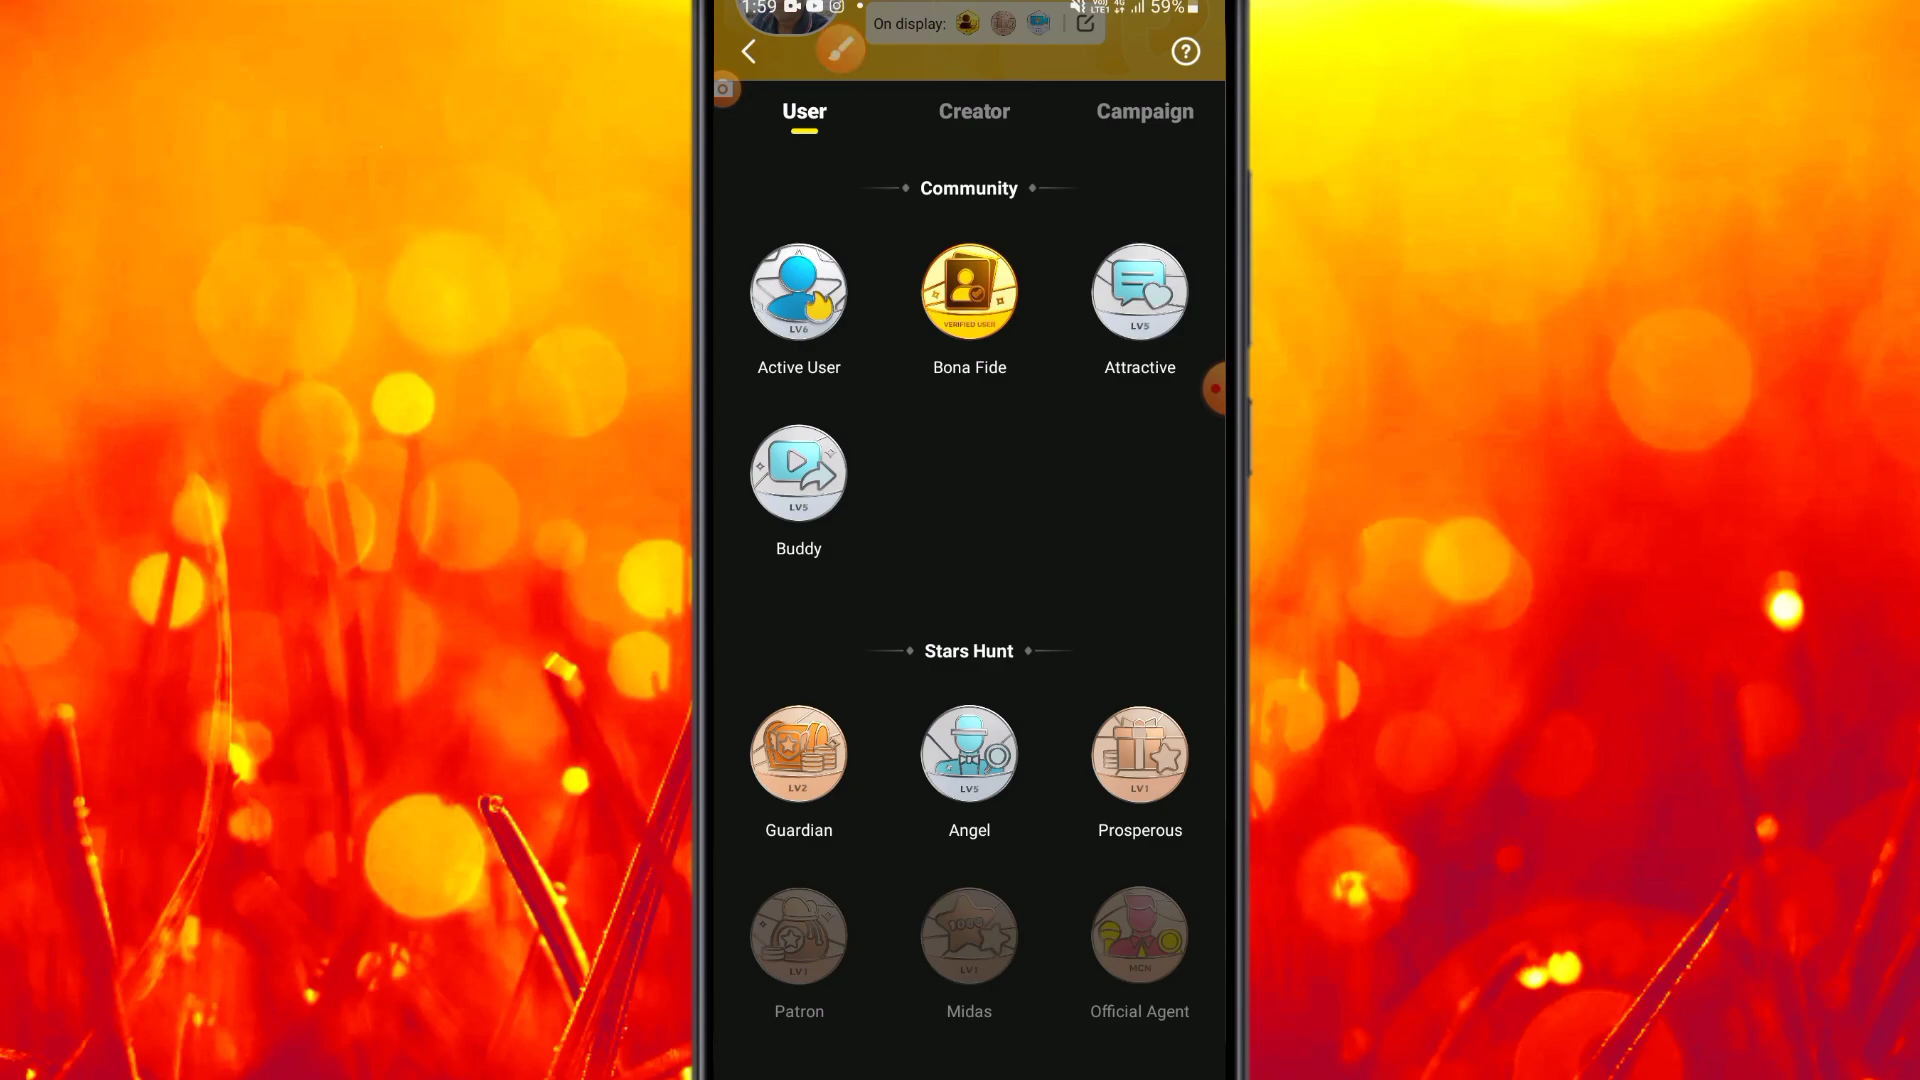 1:59 59%
On display:
User Creator Campaign
Community
LV6 VERIFIED USER LV5
Active User Bona Fide Attractive
LV5
Buddy
Stars Hunt
LV2 LV5 LV1
Guardian Angel Prosperous
LV1 LV1 MCN
Patron Midas Official Agent